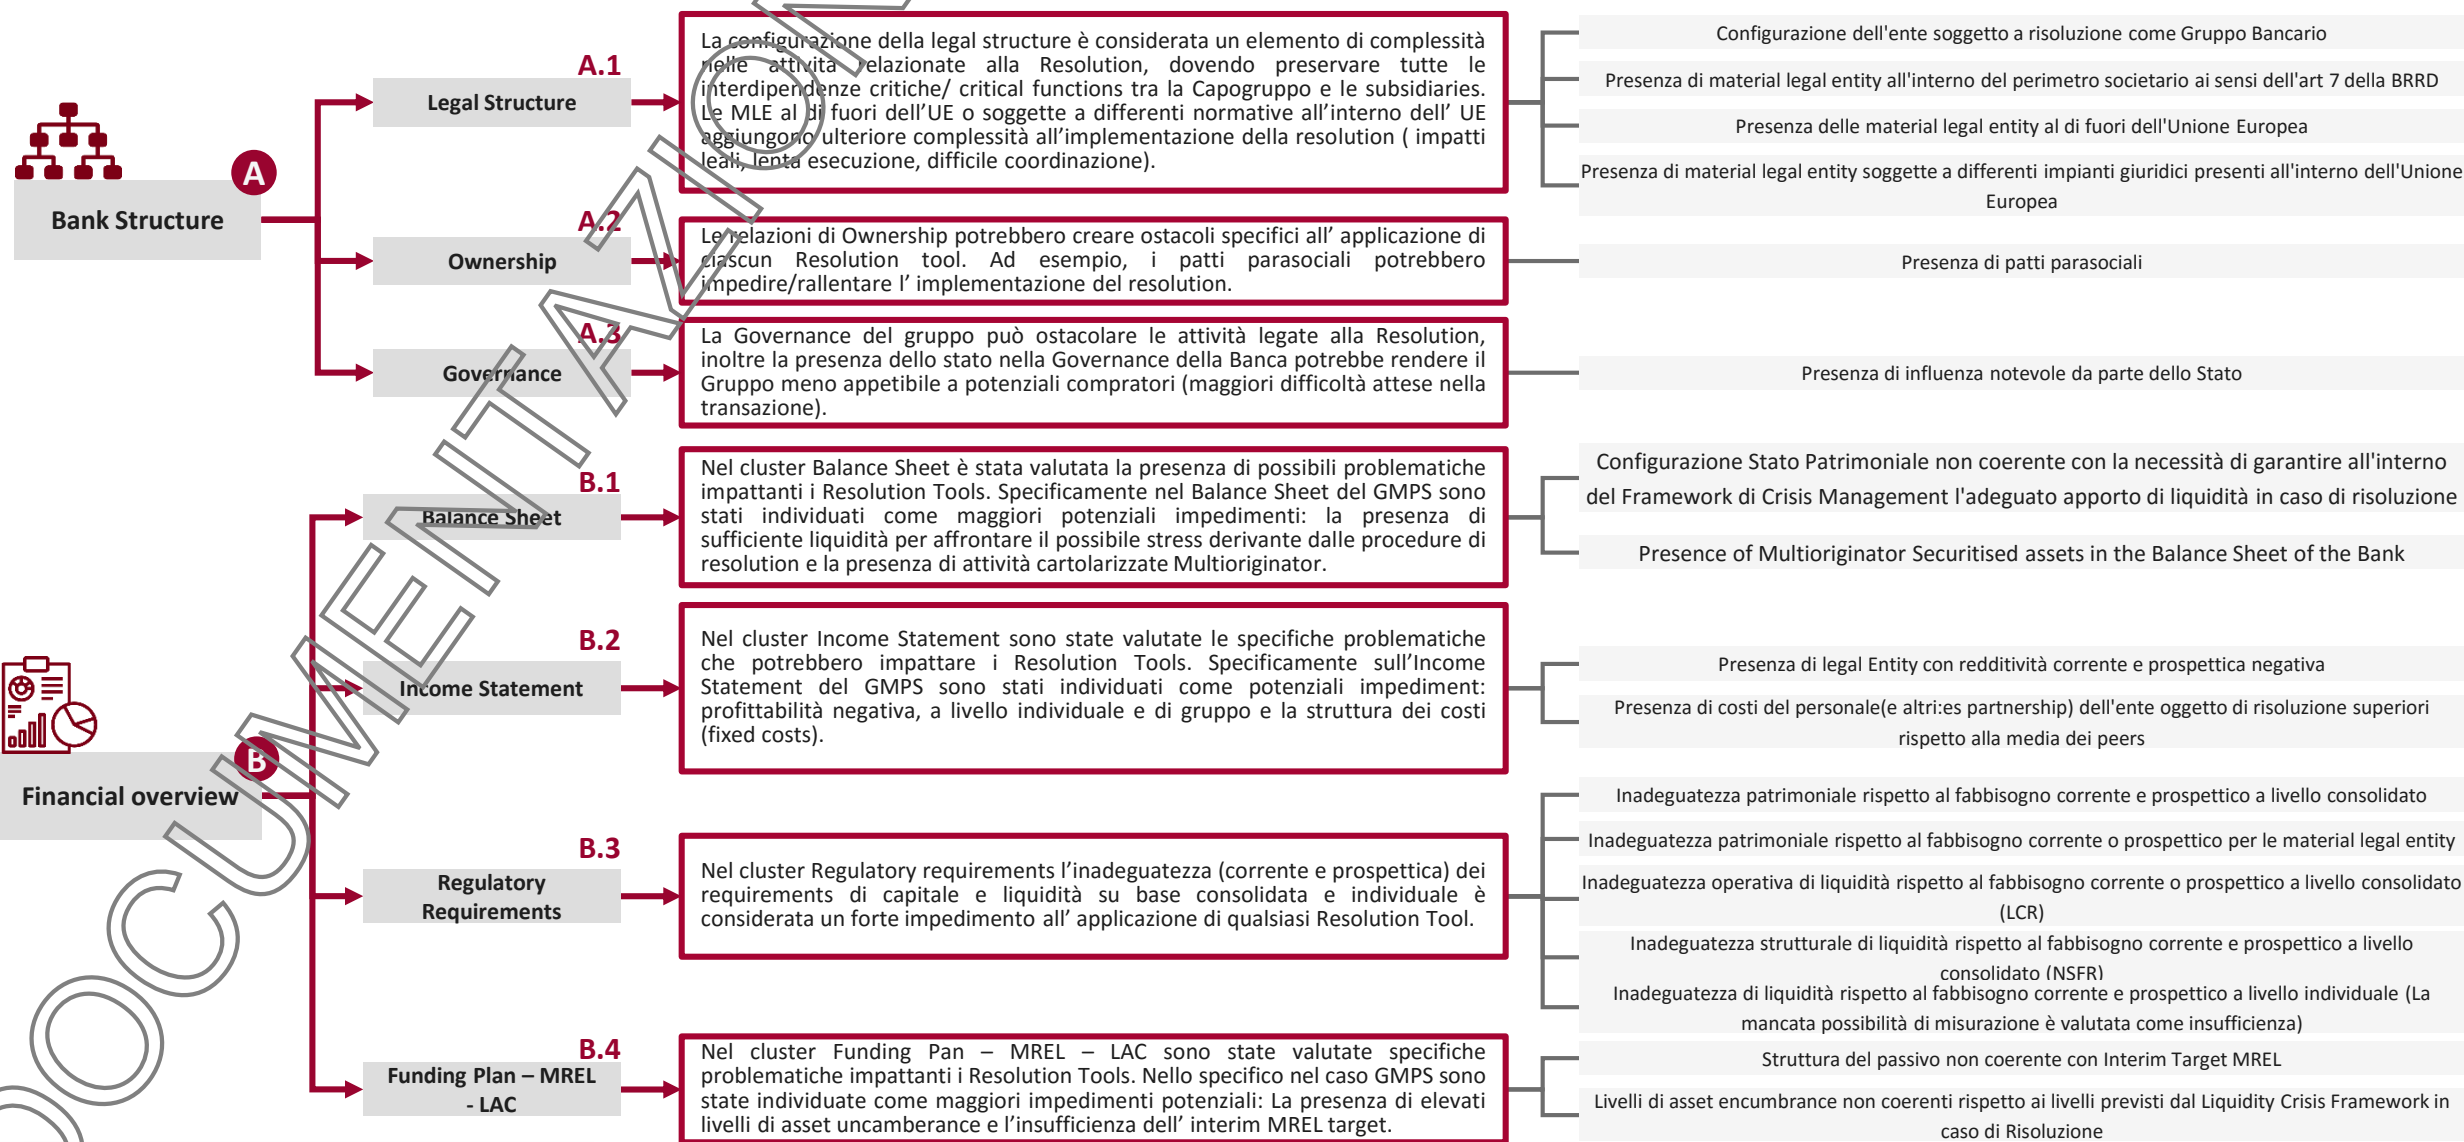 A
Bank Structure
A.1
Legal Structure
La configurazione della legal structure è considerata un elemento di complessità
nelle attività relazionate alla Resolution, dovendo preservare tutte le
interdipendenze critiche/ critical functions tra la Capogruppo e le subsidiaries.
Le MLE al di fuori dell'UE o soggette a differenti normative all'interno dell' UE
aggiungono ulteriore complessità all'implementazione della resolution ( impatti
leali, lenta esecuzione, difficile coordinazione).
Configurazione dell'ente soggetto a risoluzione come Gruppo Bancario
Presenza di material legal entity all'interno del perimetro societario ai sensi dell'art 7 della BRRD
Presenza delle material legal entity al di fuori dell'Unione Europea
Presenza di material legal entity soggette a differenti impianti giuridici presenti all'interno dell'Unione
Europea
A.2
Ownership
Le relazioni di Ownership potrebbero creare ostacoli specifici all' applicazione di
ciascun Resolution tool. Ad esempio, i patti parasociali potrebbero
impedire/rallentare l' implementazione del resolution.
Presenza di patti parasociali
A.3
Governance
La Governance del gruppo può ostacolare le attività legate alla Resolution,
inoltre la presenza dello stato nella Governance della Banca potrebbe rendere il
Gruppo meno appetibile a potenziali compratori (maggiori difficoltà attese nella
transazione).
Presenza di influenza notevole da parte dello Stato
B
Financial overview
B.1
Balance Sheet
Nel cluster Balance Sheet è stata valutata la presenza di possibili problematiche
impattanti i Resolution Tools. Specificamente nel Balance Sheet del GMPS sono
stati individuati come maggiori potenziali impedimenti: la presenza di
sufficiente liquidità per affrontare il possibile stress derivante dalle procedure di
resolution e la presenza di attività cartolarizzate Multioriginator.
Configurazione Stato Patrimoniale non coerente con la necessità di garantire all'interno
del Framework di Crisis Management l'adeguato apporto di liquidità in caso di risoluzione
Presence of Multioriginator Securitised assets in the Balance Sheet of the Bank
B.2
Income Statement
Nel cluster Income Statement sono state valutate le specifiche problematiche
che potrebbero impattare i Resolution Tools. Specificamente sull'Income
Statement del GMPS sono stati individuati come potenziali impediment:
profittabilità negativa, a livello individuale e di gruppo e la struttura dei costi
(fixed costs).
Presenza di legal Entity con redditività corrente e prospettica negativa
Presenza di costi del personale(e altri:es partnership) dell'ente oggetto di risoluzione superiori
rispetto alla media dei peers
B.3
Regulatory
Requirements
Nel cluster Regulatory requirements l'inadeguatezza (corrente e prospettica) dei
requirements di capitale e liquidità su base consolidata e individuale è
considerata un forte impedimento all' applicazione di qualsiasi Resolution Tool.
Inadeguatezza patrimoniale rispetto al fabbisogno corrente e prospettico a livello consolidato
Inadeguatezza patrimoniale rispetto al fabbisogno corrente o prospettico per le material legal entity
Inadeguatezza operativa di liquidità rispetto al fabbisogno corrente o prospettico a livello consolidato
(LCR)
Inadeguatezza strutturale di liquidità rispetto al fabbisogno corrente e prospettico a livello
consolidato (NSFR)
Inadeguatezza di liquidità rispetto al fabbisogno corrente e prospettico a livello individuale (La
mancata possibilità di misurazione è valutata come insufficienza)
B.4
Funding Plan – MREL
- LAC
Nel cluster Funding Pan – MREL – LAC sono state valutate specifiche
problematiche impattanti i Resolution Tools. Nello specifico nel caso GMPS sono
state individuate come maggiori impedimenti potenziali: La presenza di elevati
livelli di asset uncamberance e l'insufficienza dell' interim MREL target.
Struttura del passivo non coerente con Interim Target MREL
Livelli di asset encumbrance non coerenti rispetto ai livelli previsti dal Liquidity Crisis Framework in
caso di Risoluzione
DOCUMENTAZION